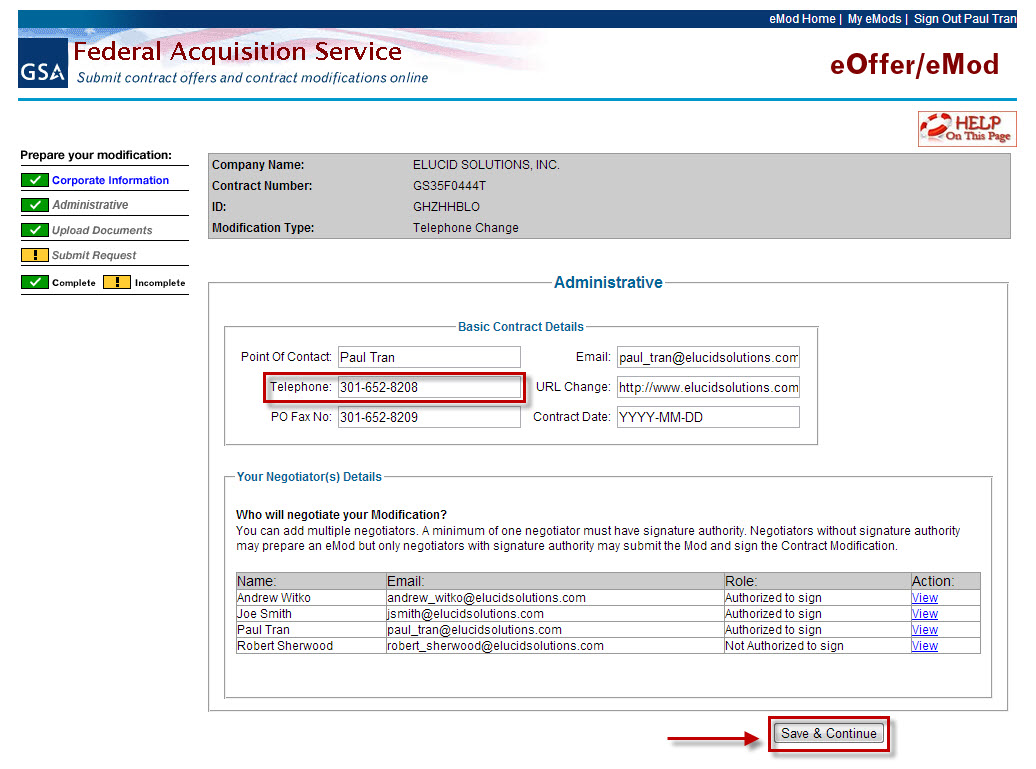 eMod Home | My eMods | Sign Out Paul Tran
GSA
Federal Acquisition Service
Submit contract offers and contract modifications online
eOffer/eMod
HELP
On This Page
Prepare your modification:
Corporate Information
Administrative
Upload Documents
! Submit Request
Complete ! Incomplete
Company Name: ELUCID SOLUTIONS, INC.
Contract Number: GS35F0444T
ID: GHZHHBLO
Modification Type: Telephone Change
Administrative
Basic Contract Details
Point Of Contact: Paul Tran Email: paul_tran@elucidsolutions.com
Telephone: 301-652-8208 URL Change: http://www.elucidsolutions.com
PO Fax No: 301-652-8209 Contract Date: YYYY-MM-DD
Your Negotiator(s) Details
Who will negotiate your Modification?
You can add multiple negotiators. A minimum of one negotiator must have signature authority. Negotiators without signature authority
may prepare an eMod but only negotiators with signature authority may submit the Mod and sign the Contract Modification.
Name: Email: Role: Action:
Andrew Witko andrew_witko@elucidsolutions.com Authorized to sign View
Joe Smith jsmith@elucidsolutions.com Authorized to sign View
Paul Tran paul_tran@elucidsolutions.com Authorized to sign View
Robert Sherwood robert_sherwood@elucidsolutions.com Not Authorized to sign View
Save & Continue